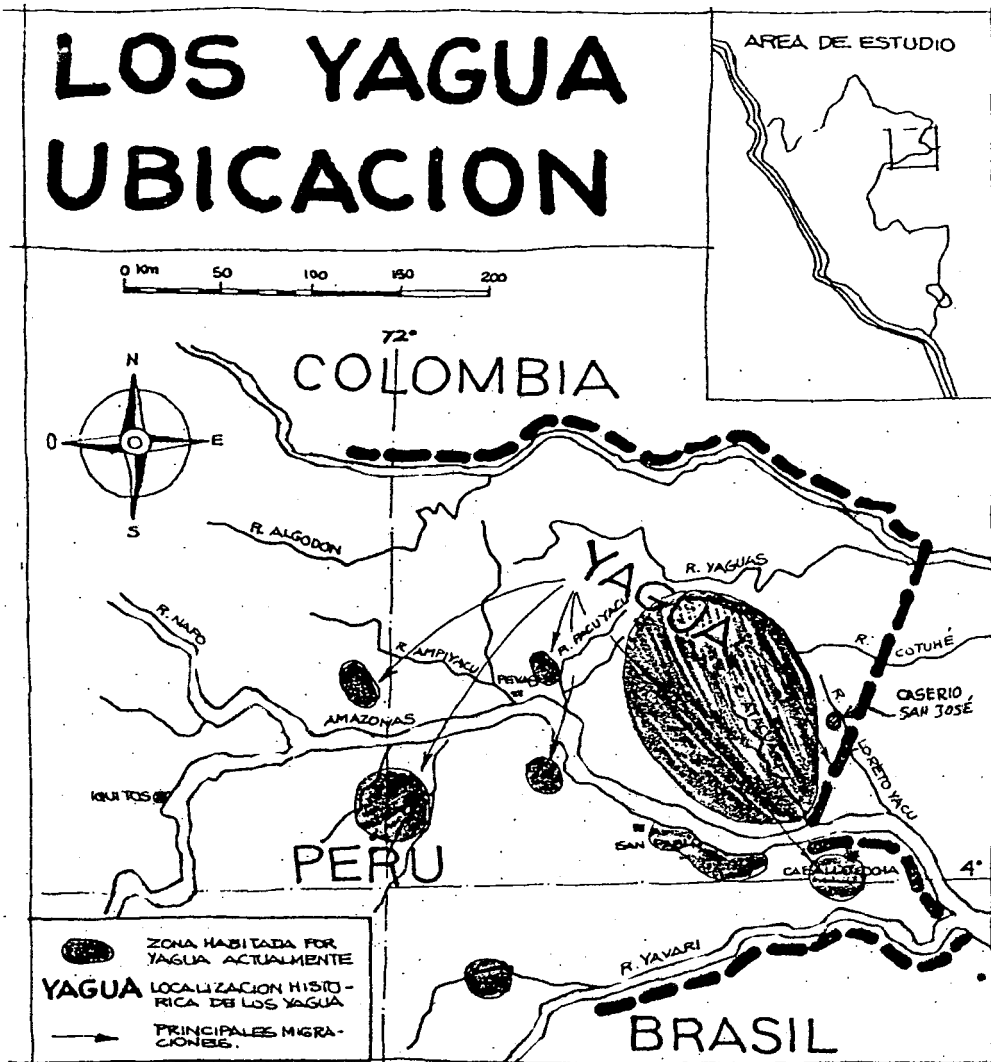 LOS YAGUA
UBICACION
AREA DE ESTUDIO
0 Km 50 100 150 200
72°
COLOMBIA
N
O E
S
R. ALGODON
YAGUA
R. YAGUAS
R. NAPO
R. AMPIYACU
R. PACUYACU
R. COTUHÉ
PEVAS
AMAZONAS
CASERIO
SAN JOSÉ
R. LORETO YACU
IQUITOS
SAN PABLO
PERU
CABALLOCOCHA
4°
ZONA HABITADA POR
YAGUA ACTUALMENTE
YAGUA LOCALIZACION HISTO-
RICA DE LOS YAGUA
PRINCIPALES MIGRA-
CIONES.
R. YAVARI
BRASIL